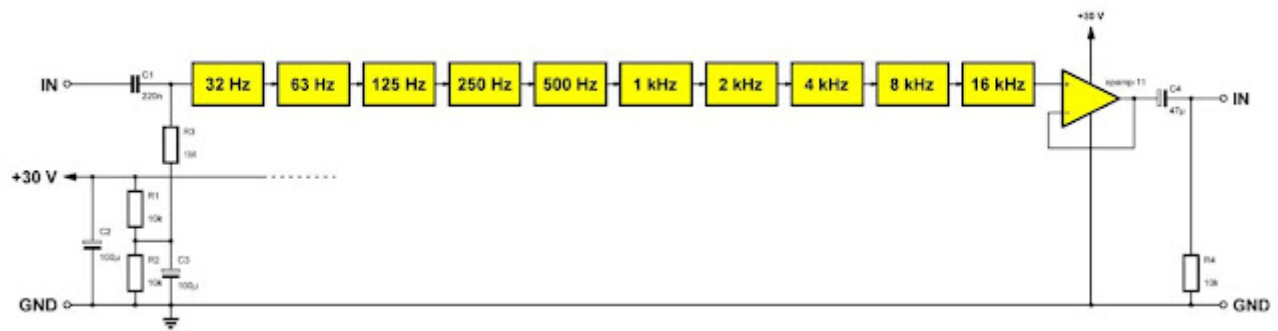 +30 V
IN
C1
220n
32 Hz
63 Hz
125 Hz
250 Hz
500 Hz
1 kHz
2 kHz
4 kHz
8 kHz
16 kHz
opamp 11
C4
47µ
IN
R3
+30 V
R1
10k
C2
100µ
R2
10k
C3
100µ
R4
10k
GND
GND